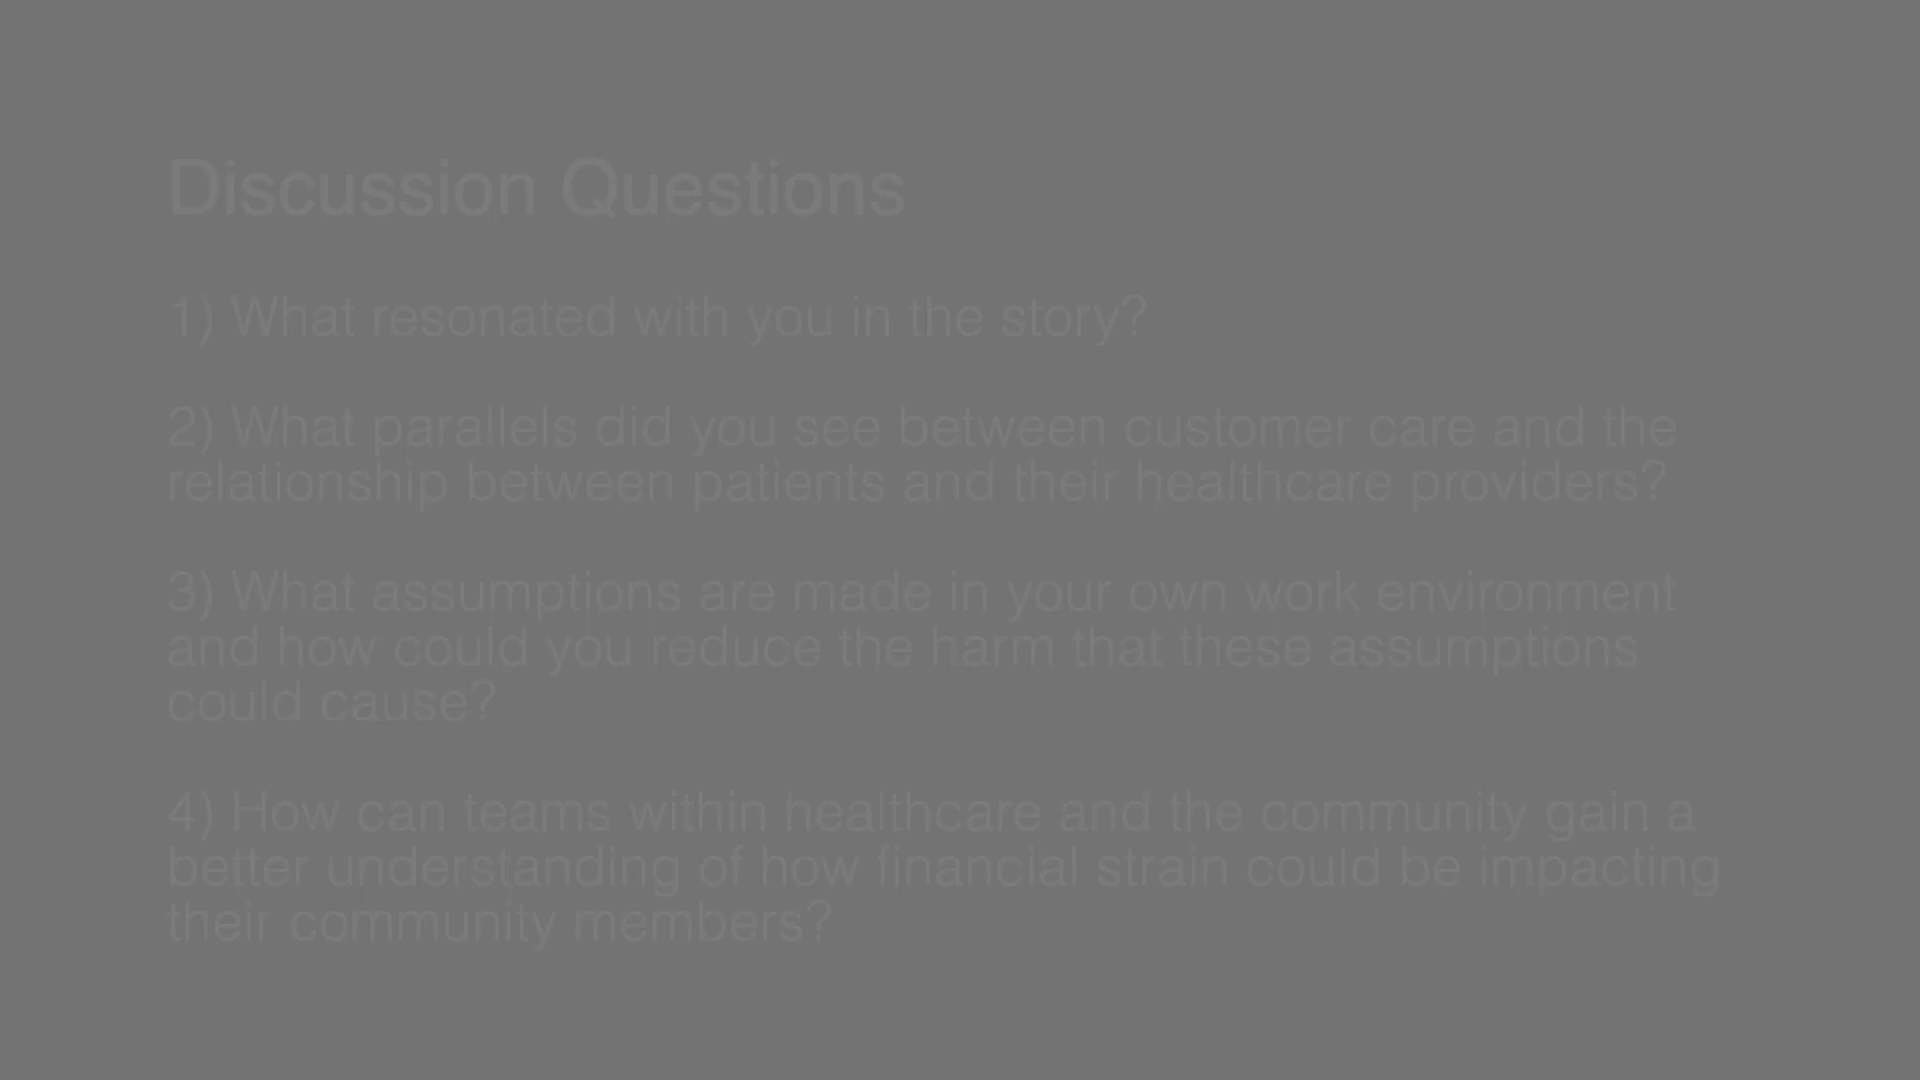 Discussion Questions
1) What resonated with you in the story?
2) What parallels did you see between customer care and the
relationship between patients and their healthcare providers?
3) What assumptions are made in your own work environment
and how could you reduce the harm that these assumptions
could cause?
4) How can teams within healthcare and the community gain a
better understanding of how financial strain could be impacting
their community members?